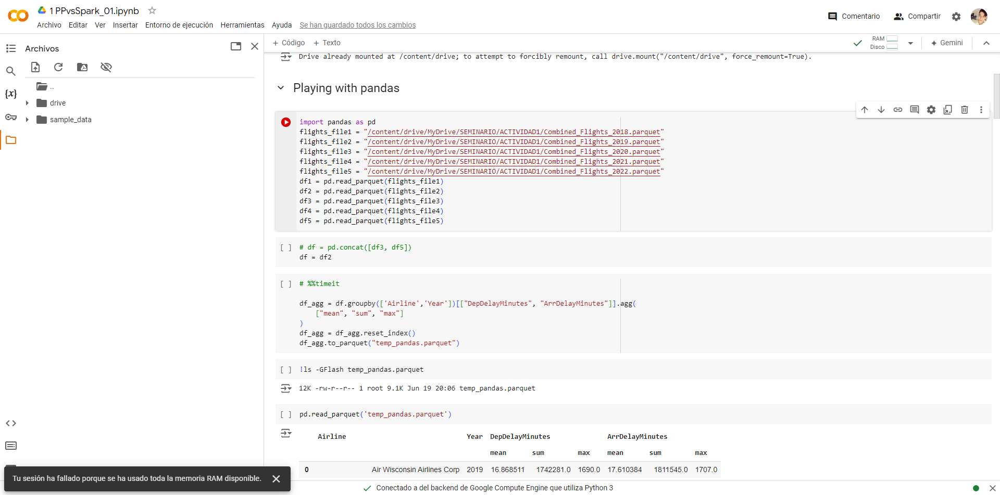 1 PPvsSpark_01.ipynb
Archivo Editar Ver Insertar Entorno de ejecución Herramientas Ayuda Se han guardado todos los cambios
Comentario Compartir
Archivos
..
drive
sample_data
{x}
+ Código + Texto
RAM
Disco
Gemini
Drive already mounted at /content/drive; to attempt to forcibly remount, call drive.mount("/content/drive", force_remount=True).
Playing with pandas
import pandas as pd
flights_file1 = "/content/drive/MyDrive/SEMINARIO/ACTIVIDAD1/Combined_Flights_2018.parquet"
flights_file2 = "/content/drive/MyDrive/SEMINARIO/ACTIVIDAD1/Combined_Flights_2019.parquet"
flights_file3 = "/content/drive/MyDrive/SEMINARIO/ACTIVIDAD1/Combined_Flights_2020.parquet"
flights_file4 = "/content/drive/MyDrive/SEMINARIO/ACTIVIDAD1/Combined_Flights_2021.parquet"
flights_file5 = "/content/drive/MyDrive/SEMINARIO/ACTIVIDAD1/Combined_Flights_2022.parquet"
df1 = pd.read_parquet(flights_file1)
df2 = pd.read_parquet(flights_file2)
df3 = pd.read_parquet(flights_file3)
df4 = pd.read_parquet(flights_file4)
df5 = pd.read_parquet(flights_file5)
[ ] # df = pd.concat([df3, df5])
df = df2
[ ] # %%timeit
df_agg = df.groupby(['Airline','Year'])[["DepDelayMinutes", "ArrDelayMinutes"]].agg(
["mean", "sum", "max"]
)
df_agg = df_agg.reset_index()
df_agg.to_parquet("temp_pandas.parquet")
[ ] !ls -GFlash temp_pandas.parquet
12K -rw-r--r-- 1 root 9.1K Jun 19 20:06 temp_pandas.parquet
[ ] pd.read_parquet('temp_pandas.parquet')
Airline Year DepDelayMinutes ArrDelayMinutes
mean sum max mean sum max
0 Air Wisconsin Airlines Corp 2019 16.868511 1742281.0 1690.0 17.610384 1811545.0 1707.0
Tu sesión ha fallado porque se ha usado toda la memoria RAM disponible.
Conectado a del backend de Google Compute Engine que utiliza Python 3